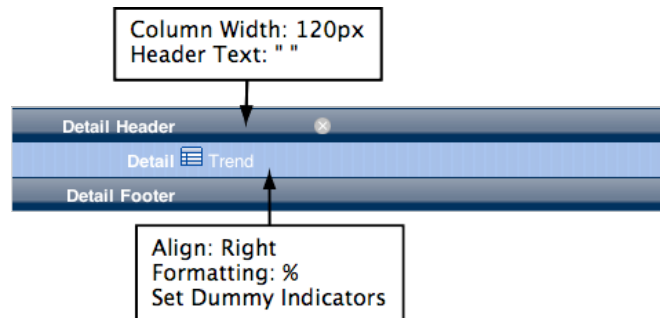 Column Width: 120px
Header Text: " "
Detail Header
Detail Trend
Detail Footer
Align: Right
Formatting: %
Set Dummy Indicators